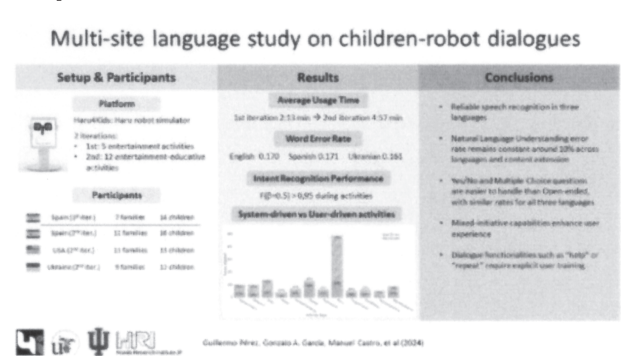 Multi-site language study on children-robot dialogues
Setup & Participants
Platform
Haru4Kids: Haru robot simulator
2 iterations:
• 1st: 5 entertainment activities
• 2nd: 12 entertainment-educative
activities
Participants
Spain (1st iter.) 7 families 14 children
Spain (2nd iter.) 12 families 18 children
USA (2nd iter.) 11 families 13 children
Ukraine (2nd iter.) 9 families 12 children
Results
Average Usage Time
1st iteration 2:13 min → 2nd iteration 4:57 min
Word Error Rate
English 0.170 Spanish 0.171 Ukranian 0.161
Intent Recognition Performance
F(β=0.5) > 0,95 during activities
System-driven vs User-driven activities
Conclusions
• Reliable speech recognition in three
languages
• Natural Language Understanding error
rate remains constant around 10% across
languages and content extension
• Yes/No and Multiple-Choice questions
are easier to handle than Open-ended,
with similar rates for all three languages
• Mixed-initiative capabilities enhance user
experience
• Dialogue functionalities such as "help" or
"repeat" require explicit user training
HRI
Guillermo Pérez, Gonzalo A. García, Manuel Castro, et al (2024)